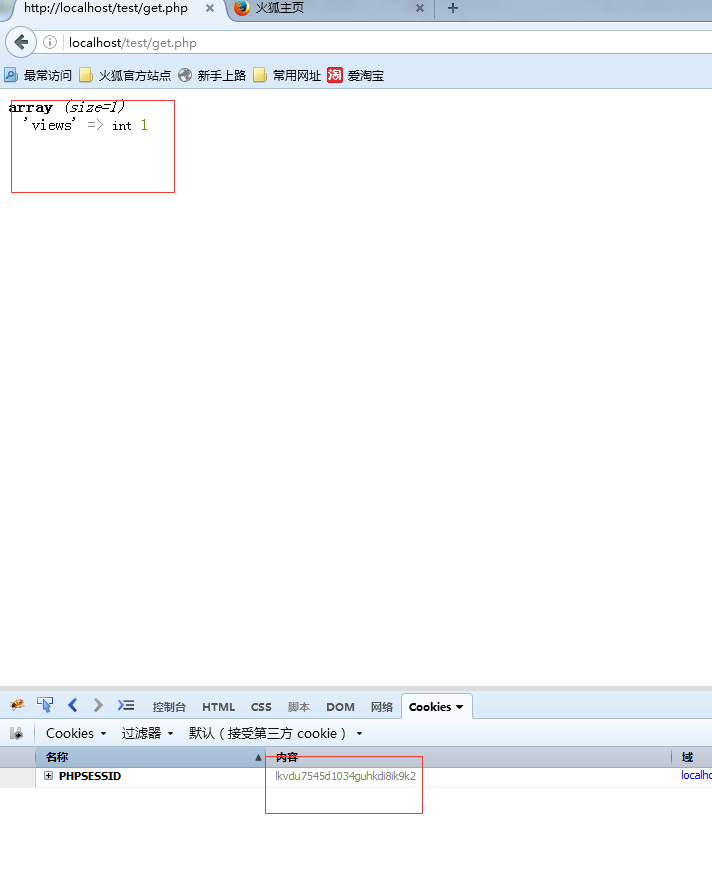 http://localhost/test/get.php 火狐主页
localhost/test/get.php
最常访问 火狐官方站点 新手上路 常用网址 淘 爱淘宝
array (size=1)
'views' => int 1
控制台 HTML CSS 脚本 DOM 网络 Cookies
Cookies 过滤器 默认（接受第三方 cookie）
名称 内容 域
PHPSESSID lkvdu7545d1034guhkdi8ik9k2 localho